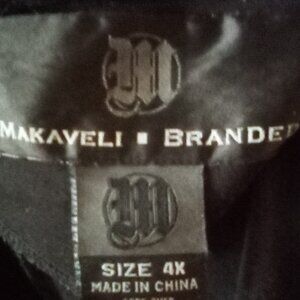 M
MAKAVELI ▪ BRANDED
M
SIZE 4X
MADE IN CHINA